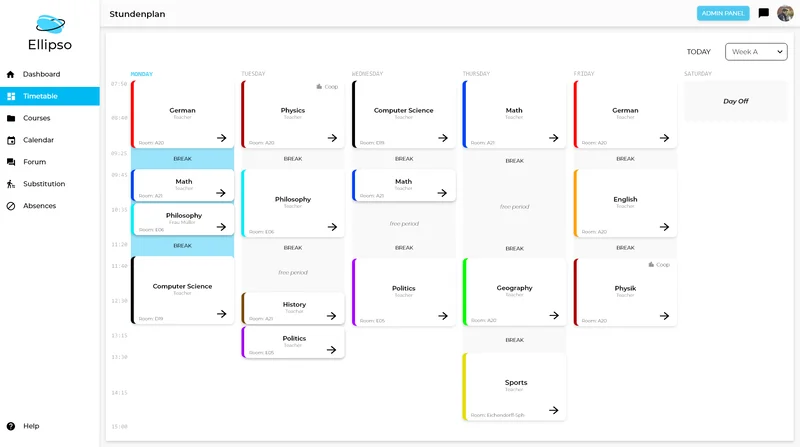 Ellipso
Stundenplan
ADMIN PANEL
Dashboard
Timetable
Courses
Calendar
Forum
Substitution
Absences
Help
TODAY
Week A
MONDAY
TUESDAY
WEDNESDAY
THURSDAY
FRIDAY
SATURDAY
07:50
08:40
09:25
09:45
10:35
11:20
12:30
13:30
14:15
15:00
German
Teacher
Room: A20
BREAK
Math
Teacher
Room: A21
Philosophy
Frau Müller
Room: E06
BREAK
Computer Science
Teacher
Room: D19
Coop
Physics
Teacher
Room: A20
BREAK
Philosophy
Teacher
Room: E06
BREAK
free period
History
Teacher
Room: A21
Politics
Teacher
Room: E05
Computer Science
Teacher
Room: D19
BREAK
Math
Teacher
Room: A21
free period
BREAK
Politics
Teacher
Room: E05
Math
Teacher
Room: A21
BREAK
free period
BREAK
Geography
Teacher
Room: A20
BREAK
Sports
Teacher
Room: Eichendorff Sph
German
Teacher
Room: A20
BREAK
English
Teacher
Room: A20
BREAK
Coop
Physik
Teacher
Room: A20
Day Off